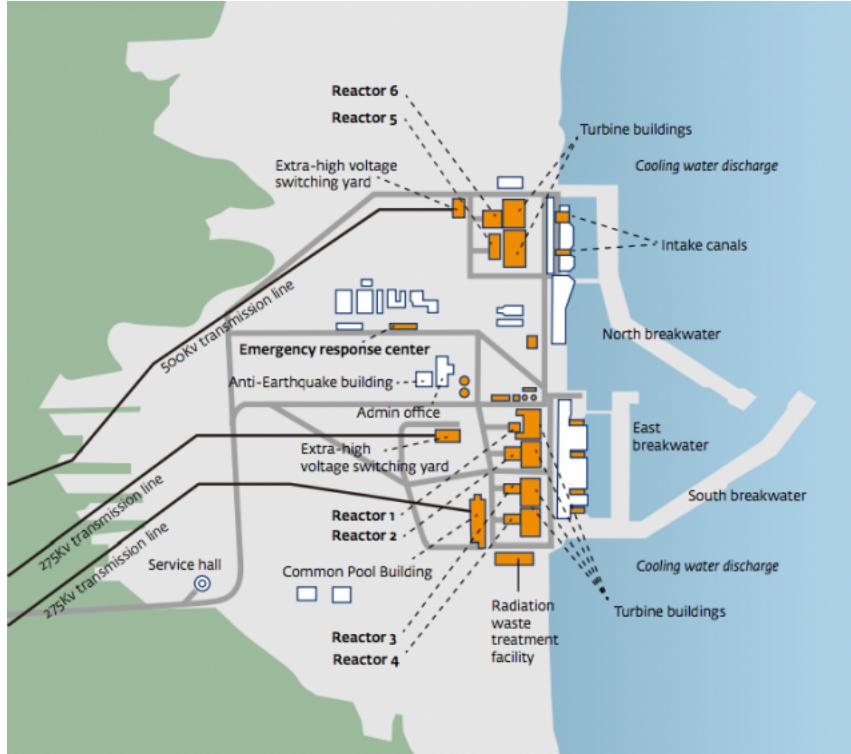 Reactor 6
Reactor 5
Turbine buildings
Extra-high voltage
switching yard
Cooling water discharge
Intake canals
500Kv transmission line
North breakwater
Emergency response center
Anti-Earthquake building
Admin office
East
breakwater
Extra-high
voltage switching yard
South breakwater
275Kv transmission line
Reactor 1
Reactor 2
275Kv transmission line
Service hall
Common Pool Building
Cooling water discharge
Radiation
waste
treatment
facility
Turbine buildings
Reactor 3
Reactor 4